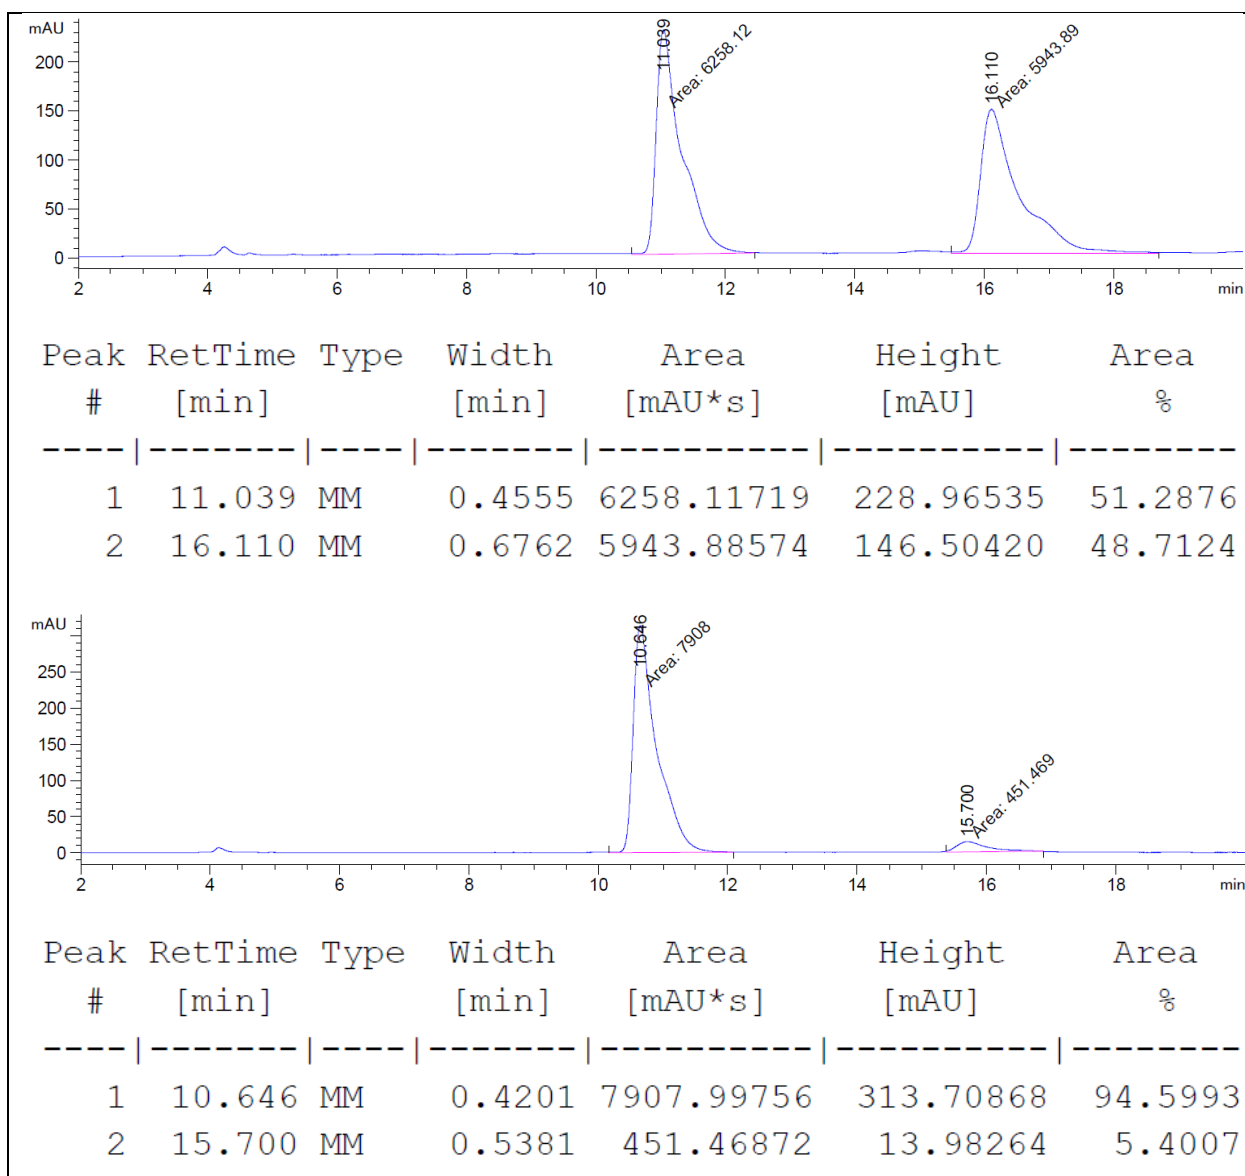 mAU
11.039
Area: 6258.12
16.110
Area: 5943.89
200
150
100
50
0
2 4 6 8 10 12 14 16 18 min
Peak RetTime Type Width Area Height Area
# [min] [min] [mAU*s] [mAU] %
----|-------|----|-------|----------|----------|--------
1 11.039 MM 0.4555 6258.11719 228.96535 51.2876
2 16.110 MM 0.6762 5943.88574 146.50420 48.7124
mAU
10.646
Area: 7908
15.700
Area: 451.469
250
200
150
100
50
0
2 4 6 8 10 12 14 16 18 min
Peak RetTime Type Width Area Height Area
# [min] [min] [mAU*s] [mAU] %
----|-------|----|-------|----------|----------|--------
1 10.646 MM 0.4201 7907.99756 313.70868 94.5993
2 15.700 MM 0.5381 451.46872 13.98264 5.4007